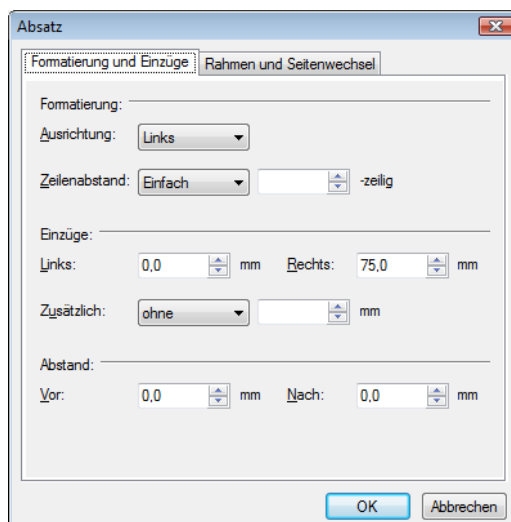 Absatz
Formatierung und Einzüge Rahmen und Seitenwechsel
Formatierung:
Ausrichtung: Links
Zeilenabstand: Einfach -zeilig
Einzüge:
Links: 0,0 mm Rechts: 75,0 mm
Zusätzlich: ohne mm
Abstand:
Vor: 0,0 mm Nach: 0,0 mm
OK Abbrechen